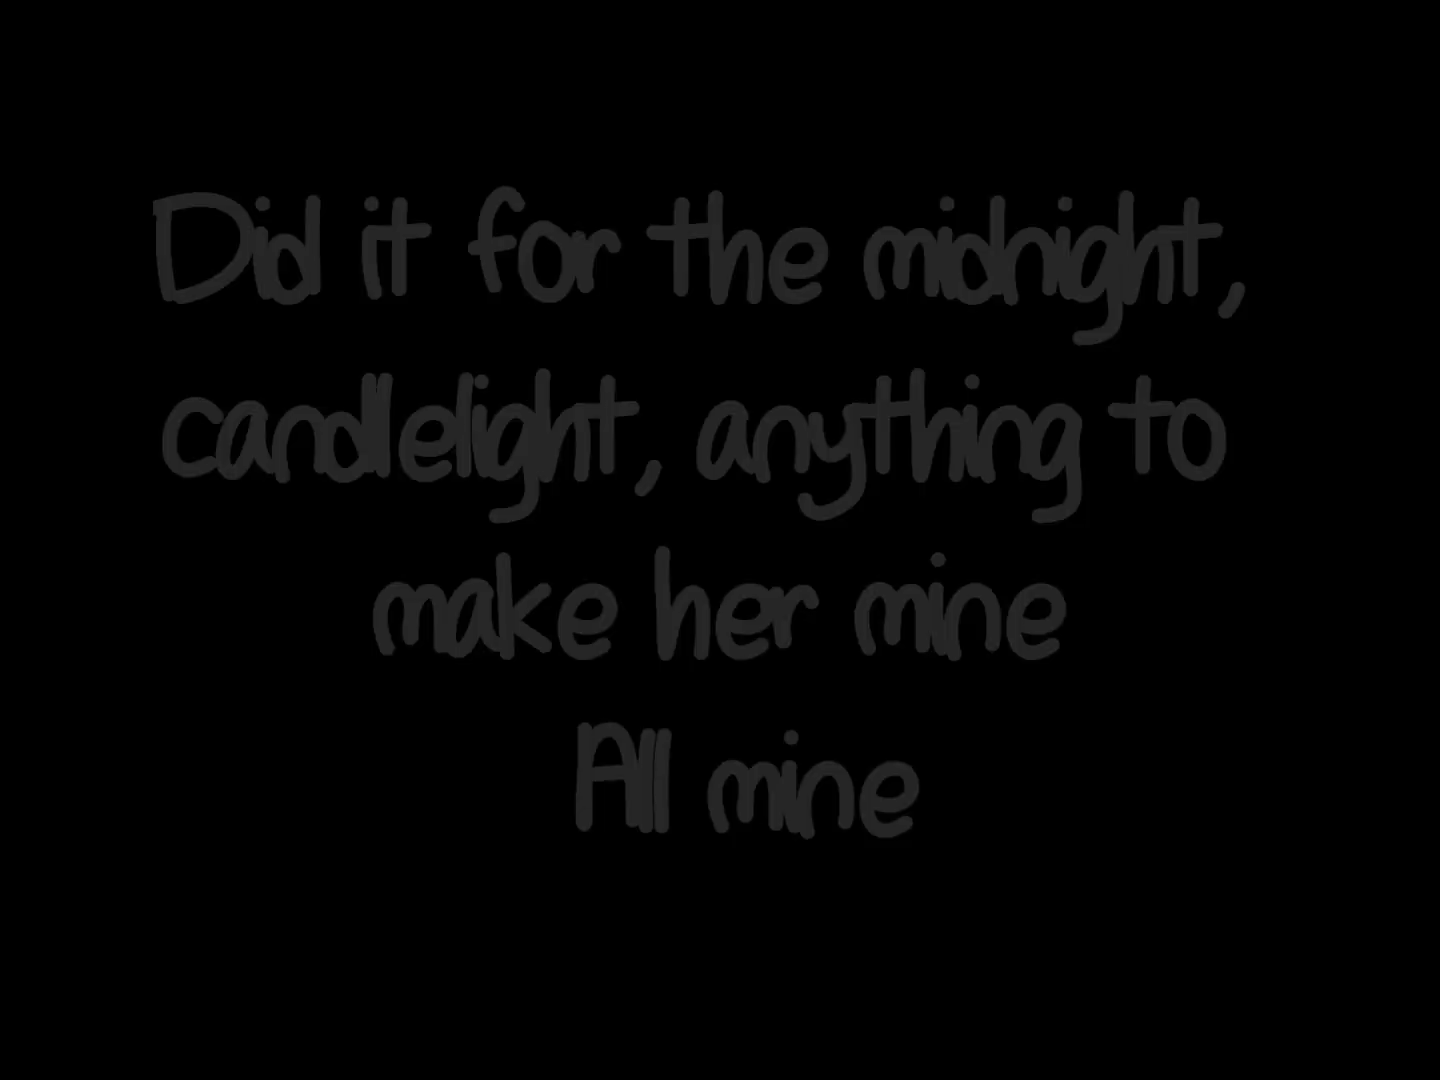 Did it for the midnight,
candlelight, anything to
make her mine
All mine